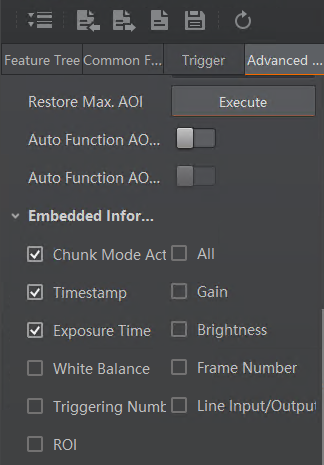 Feature Tree Common F... Trigger Advanced ...
Restore Max. AOI Execute
Auto Function AO...
Auto Function AO...
Embedded Infor...
Chunk Mode Act All
Timestamp Gain
Exposure Time Brightness
White Balance Frame Number
Triggering Numb Line Input/Output
ROI